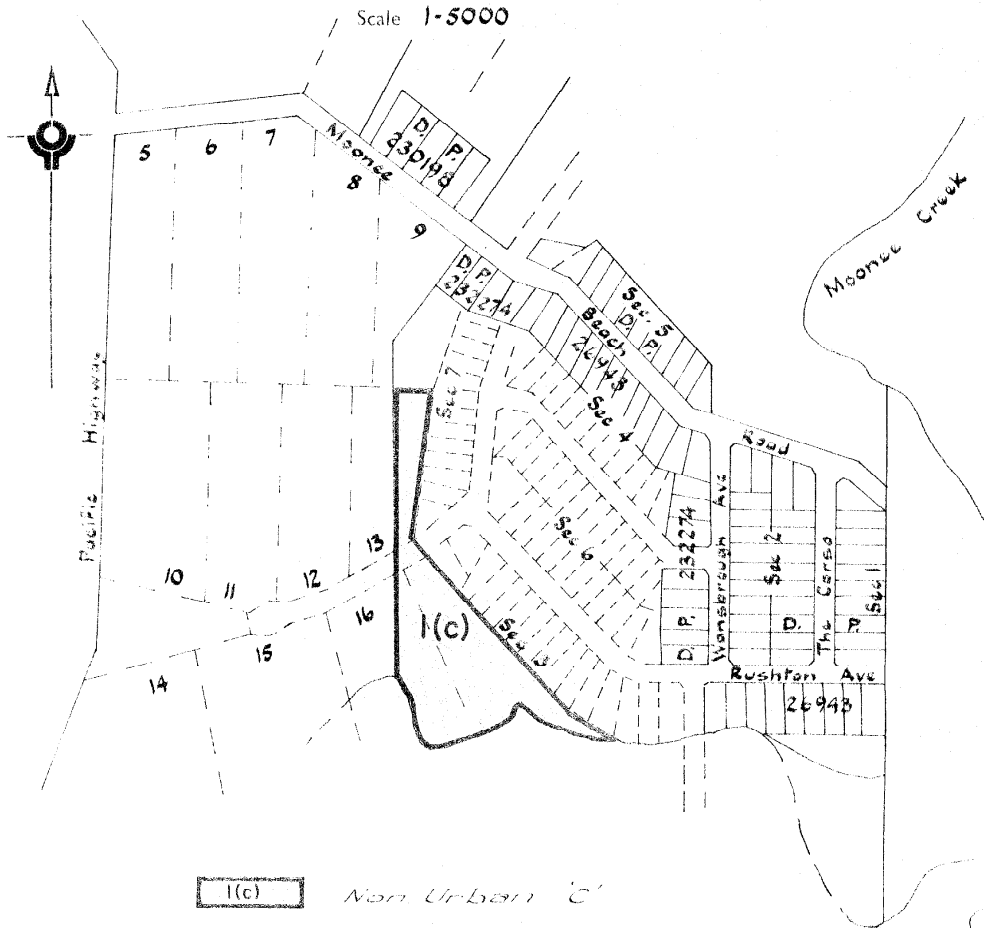 Scale 1-5000
Moonee Beach Road
D. P. 230198
5
6
7
8
9
D. P. 232274
Sec. 5 D. P. 26943
Moonee Creek
Sec 7
Sec 4
Pacific Highway
Sec 6
D. P. 232274
Wonsborough Ave
Sec 2
The Corso
Sec 1
D. P. 26943
Rushton Ave
10
11
12
13
14
15
16
1(c)
Sec 3
1(c) Non Urban 'C'